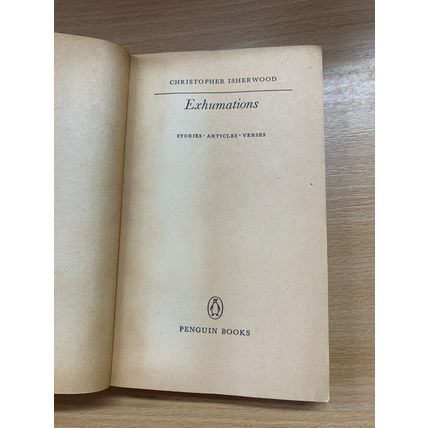 CHRISTOPHER ISHERWOOD
Exhumations
STORIES · ARTICLES · VERSES
PENGUIN BOOKS